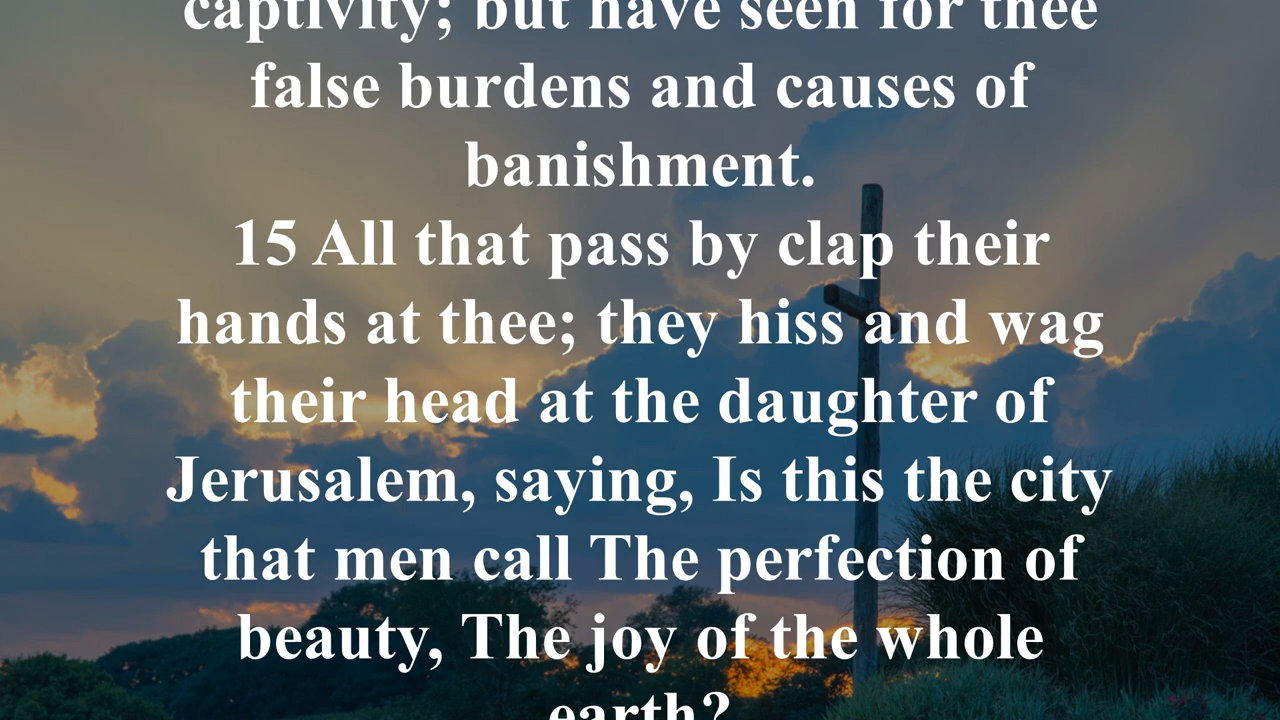 captivity; but have seen for thee
false burdens and causes of
banishment.
15 All that pass by clap their
hands at thee; they hiss and wag
their head at the daughter of
Jerusalem, saying, Is this the city
that men call The perfection of
beauty, The joy of the whole
earth?